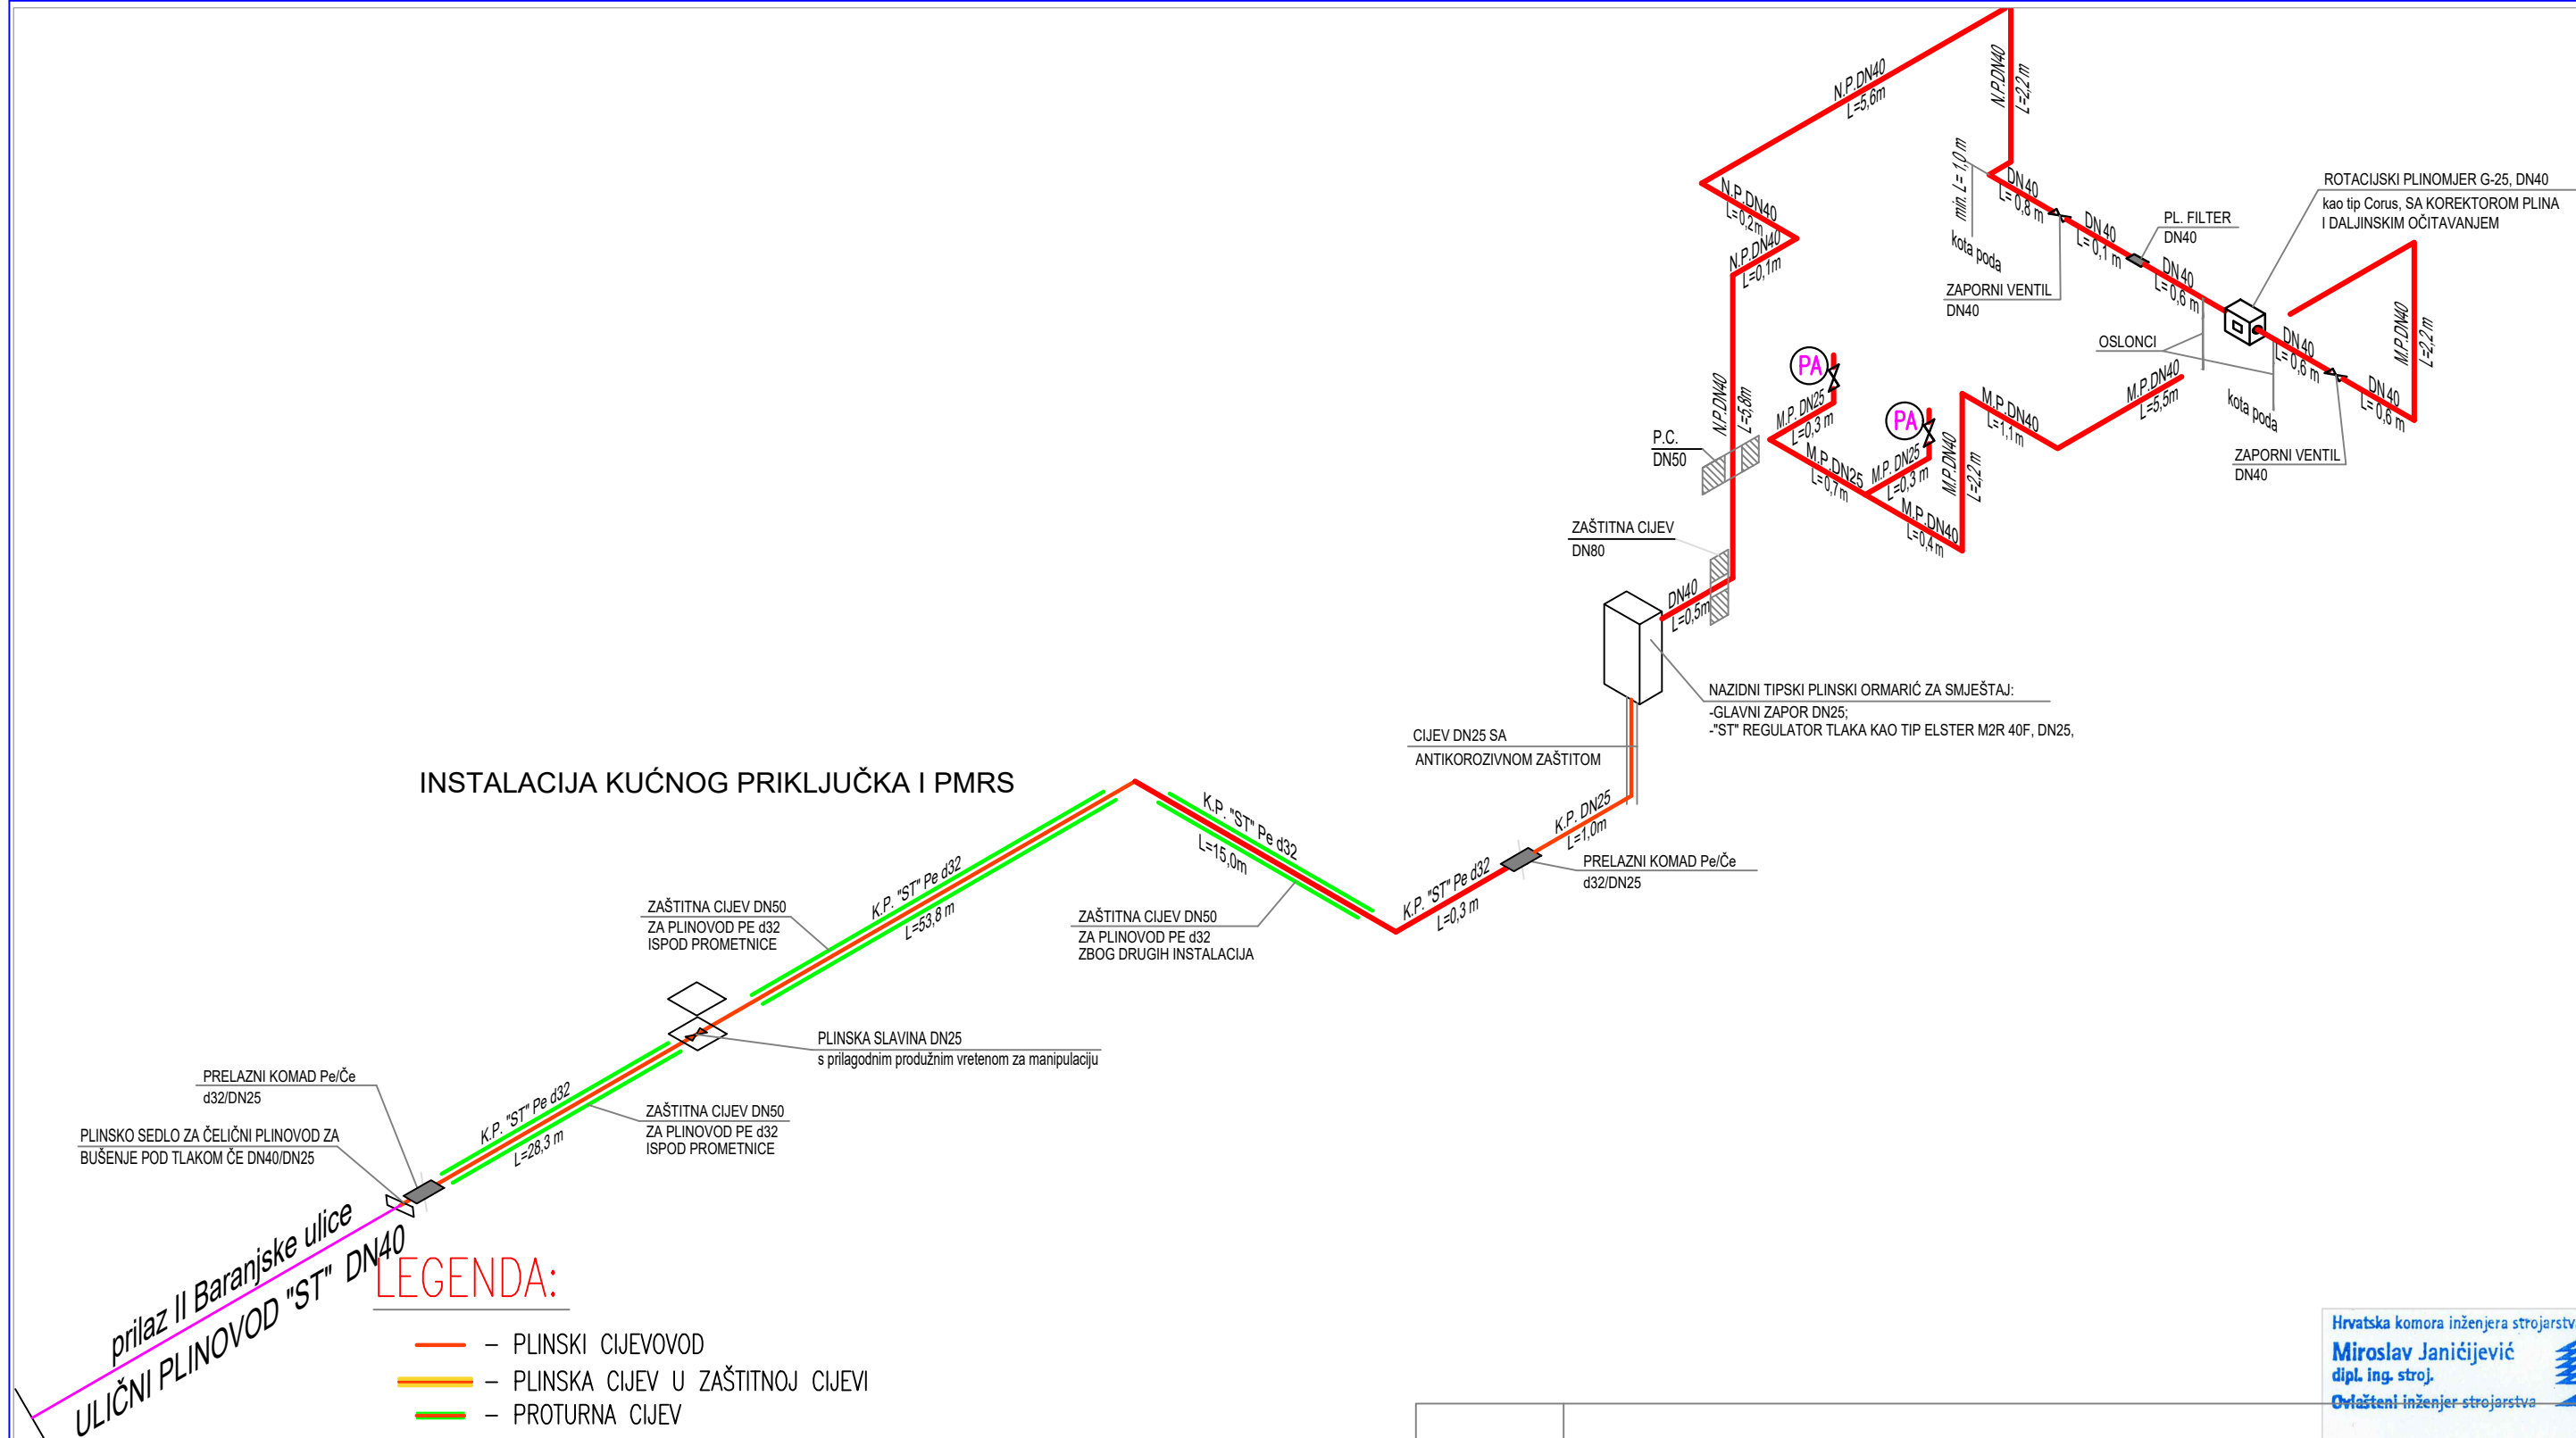 N.P.DN40
L=5,6m
N.P.DN40
L=2,2 m
N.P.DN40
L=0,2m
N.P.DN40
L=0,1m
N.P.DN40
L=5,8m
min. L= 1,0 m
kota poda
DN40
L= 0,8 m
DN40
L= 0,1 m
DN40
L= 0,6 m
DN40
L= 0,6 m
DN40
L= 0,6 m
M.P.DN40
L=2,2 m
ROTACIJSKI PLINOMJER G-25, DN40
kao tip Corus, SA KOREKTOROM PLINA
I DALJINSKIM OČITAVANJEM
PL. FILTER
DN40
ZAPORNI VENTIL
DN40
OSLONCI
kota poda
ZAPORNI VENTIL
DN40
M.P.DN40
L=5,5m
M.P.DN40
L=1,1m
M.P.DN40
L=2,2 m
M.P.DN40
L=0,4 m
PA
M.P. DN25
L=0,3 m
PA
M.P. DN25
L=0,3 m
M.P.DN25
L=0,7m
P.C.
DN50
ZAŠTITNA CIJEV
DN80
DN40
L=0,5m
NAZIDNI TIPSKI PLINSKI ORMARIĆ ZA SMJEŠTAJ:
-GLAVNI ZAPOR DN25;
-"ST" REGULATOR TLAKA KAO TIP ELSTER M2R 40F, DN25,
CIJEV DN25 SA
ANTIKOROZIVNOM ZAŠTITOM
INSTALACIJA KUĆNOG PRIKLJUČKA I PMRS
K.P. DN25
L=1,0m
PRELAZNI KOMAD Pe/Če
d32/DN25
K.P. "ST" Pe d32
L=0,3 m
K.P. "ST" Pe d32
L=15,0m
ZAŠTITNA CIJEV DN50
ZA PLINOVOD PE d32
ZBOG DRUGIH INSTALACIJA
K.P. "ST" Pe d32
L=53,8 m
ZAŠTITNA CIJEV DN50
ZA PLINOVOD PE d32
ISPOD PROMETNICE
PLINSKA SLAVINA DN25
s prilagodnim produžnim vretenom za manipulaciju
K.P. "ST" Pe d32
L=28,3 m
ZAŠTITNA CIJEV DN50
ZA PLINOVOD PE d32
ISPOD PROMETNICE
PRELAZNI KOMAD Pe/Če
d32/DN25
PLINSKO SEDLO ZA ČELIČNI PLINOVOD ZA
BUŠENJE POD TLAKOM ČE DN40/DN25
prilaz II Baranjske ulice
ULIČNI PLINOVOD "ST" DN40
LEGENDA:
– PLINSKI CIJEVOVOD
– PLINSKA CIJEV U ZAŠTITNOJ CIJEVI
– PROTURNA CIJEV
Hrvatska komora inženjera strojarstv
Miroslav Janićijević
dipl. ing. stroj.
Ovlašteni inženjer strojarstva